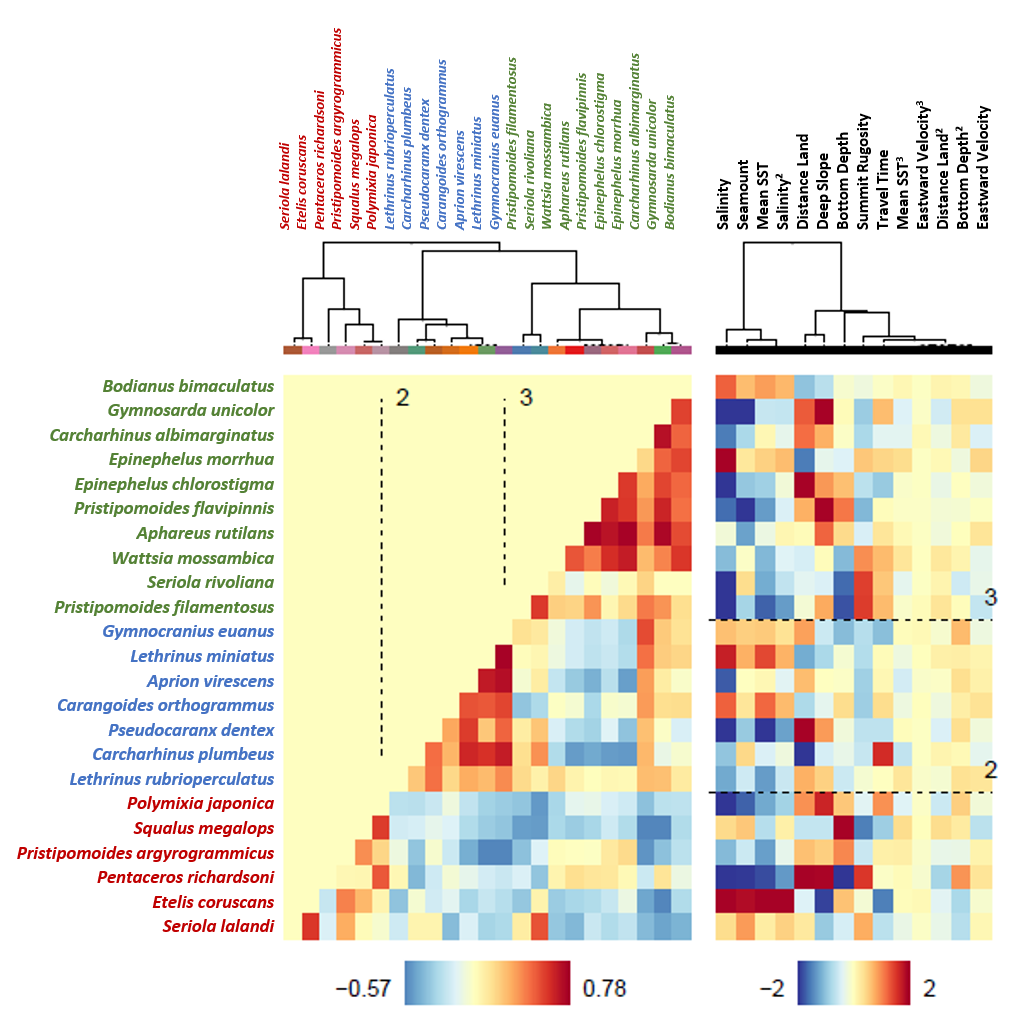 Seriola lalandi
Etelis coruscans
Pentaceros richardsoni
Pristipomoides argyrogrammicus
Squalus megalops
Polymixia japonica
Lethrinus rubrioperculatus
Carcharhinus plumbeus
Pseudocaranx dentex
Carangoides orthogrammus
Aprion virescens
Lethrinus miniatus
Gymnocranius euanus
Pristipomoides filamentosus
Seriola rivoliana
Wattsia mossambica
Aphareus rutilans
Pristipomoides flavipinnis
Epinephelus chlorostigma
Epinephelus morrhua
Carcharhinus albimarginatus
Gymnosarda unicolor
Bodianus bimaculatus
Salinity
Seamount
Mean SST
Salinity²
Distance Land
Deep Slope
Bottom Depth
Summit Rugosity
Travel Time
Mean SST³
Eastward Velocity³
Distance Land²
Bottom Depth²
Eastward Velocity
Bodianus bimaculatus
Gymnosarda unicolor
Carcharhinus albimarginatus
Epinephelus morrhua
Epinephelus chlorostigma
Pristipomoides flavipinnis
Aphareus rutilans
Wattsia mossambica
Seriola rivoliana
Pristipomoides filamentosus
Gymnocranius euanus
Lethrinus miniatus
Aprion virescens
Carangoides orthogrammus
Pseudocaranx dentex
Carcharhinus plumbeus
Lethrinus rubrioperculatus
Polymixia japonica
Squalus megalops
Pristipomoides argyrogrammicus
Pentaceros richardsoni
Etelis coruscans
Seriola lalandi
2 3
3
2
−0.57 0.78
−2 2